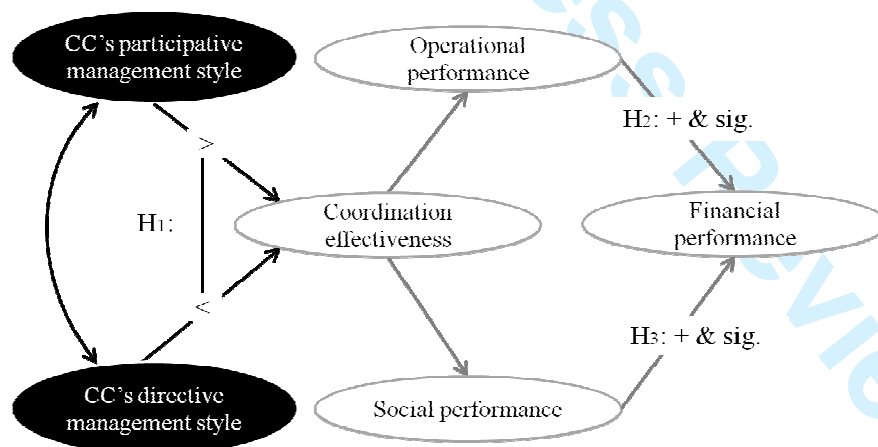 CC's participative
management style
Operational
performance
H2: + & sig.
>
H1:
Coordination
effectiveness
Financial
performance
<
H3: + & sig.
CC's directive
management style
Social performance